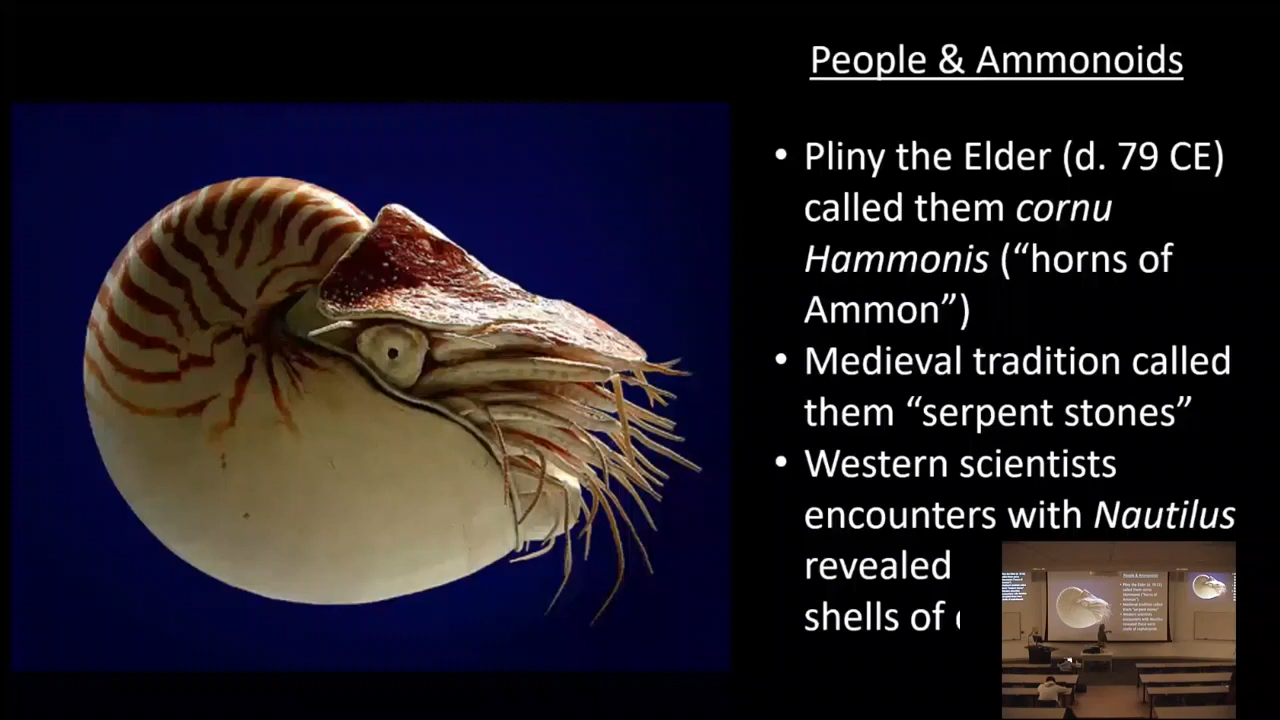 People & Ammonoids
• Pliny the Elder (d. 79 CE)
called them cornu
Hammonis (“horns of
Ammon”)
• Medieval tradition called
them “serpent stones”
• Western scientists
encounters with Nautilus
revealed
shells of